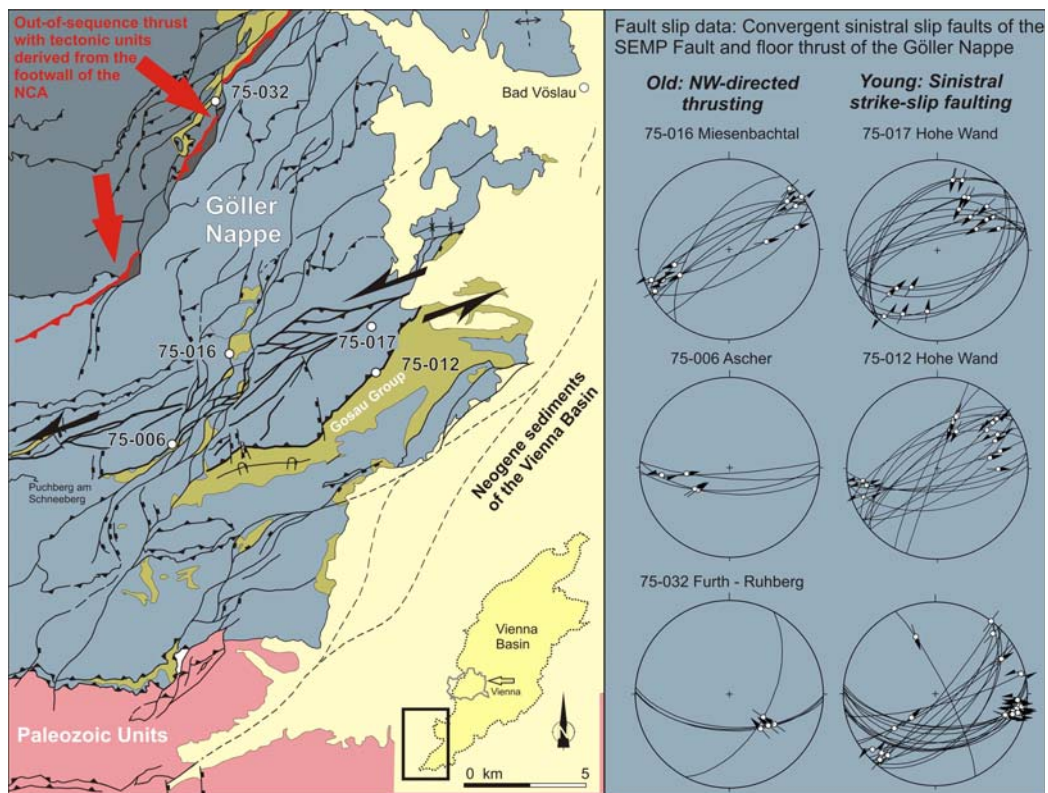 Out-of-sequence thrust
with tectonic units
derived from the
footwall of the
NCA
75-032
Bad Vöslau
Göller
Nappe
75-017
75-016
75-012
Gosau Group
75-006
Puchberg am
Schneeberg
Neogene sediments
of the Vienna Basin
Vienna
Basin
Vienna
Paleozoic Units
N
0 km 5
Fault slip data: Convergent sinistral slip faults of the
SEMP Fault and floor thrust of the Göller Nappe
Old: NW-directed
thrusting
Young: Sinistral
strike-slip faulting
75-016 Miesenbachtal
75-017 Hohe Wand
75-006 Ascher
75-012 Hohe Wand
75-032 Furth - Ruhberg